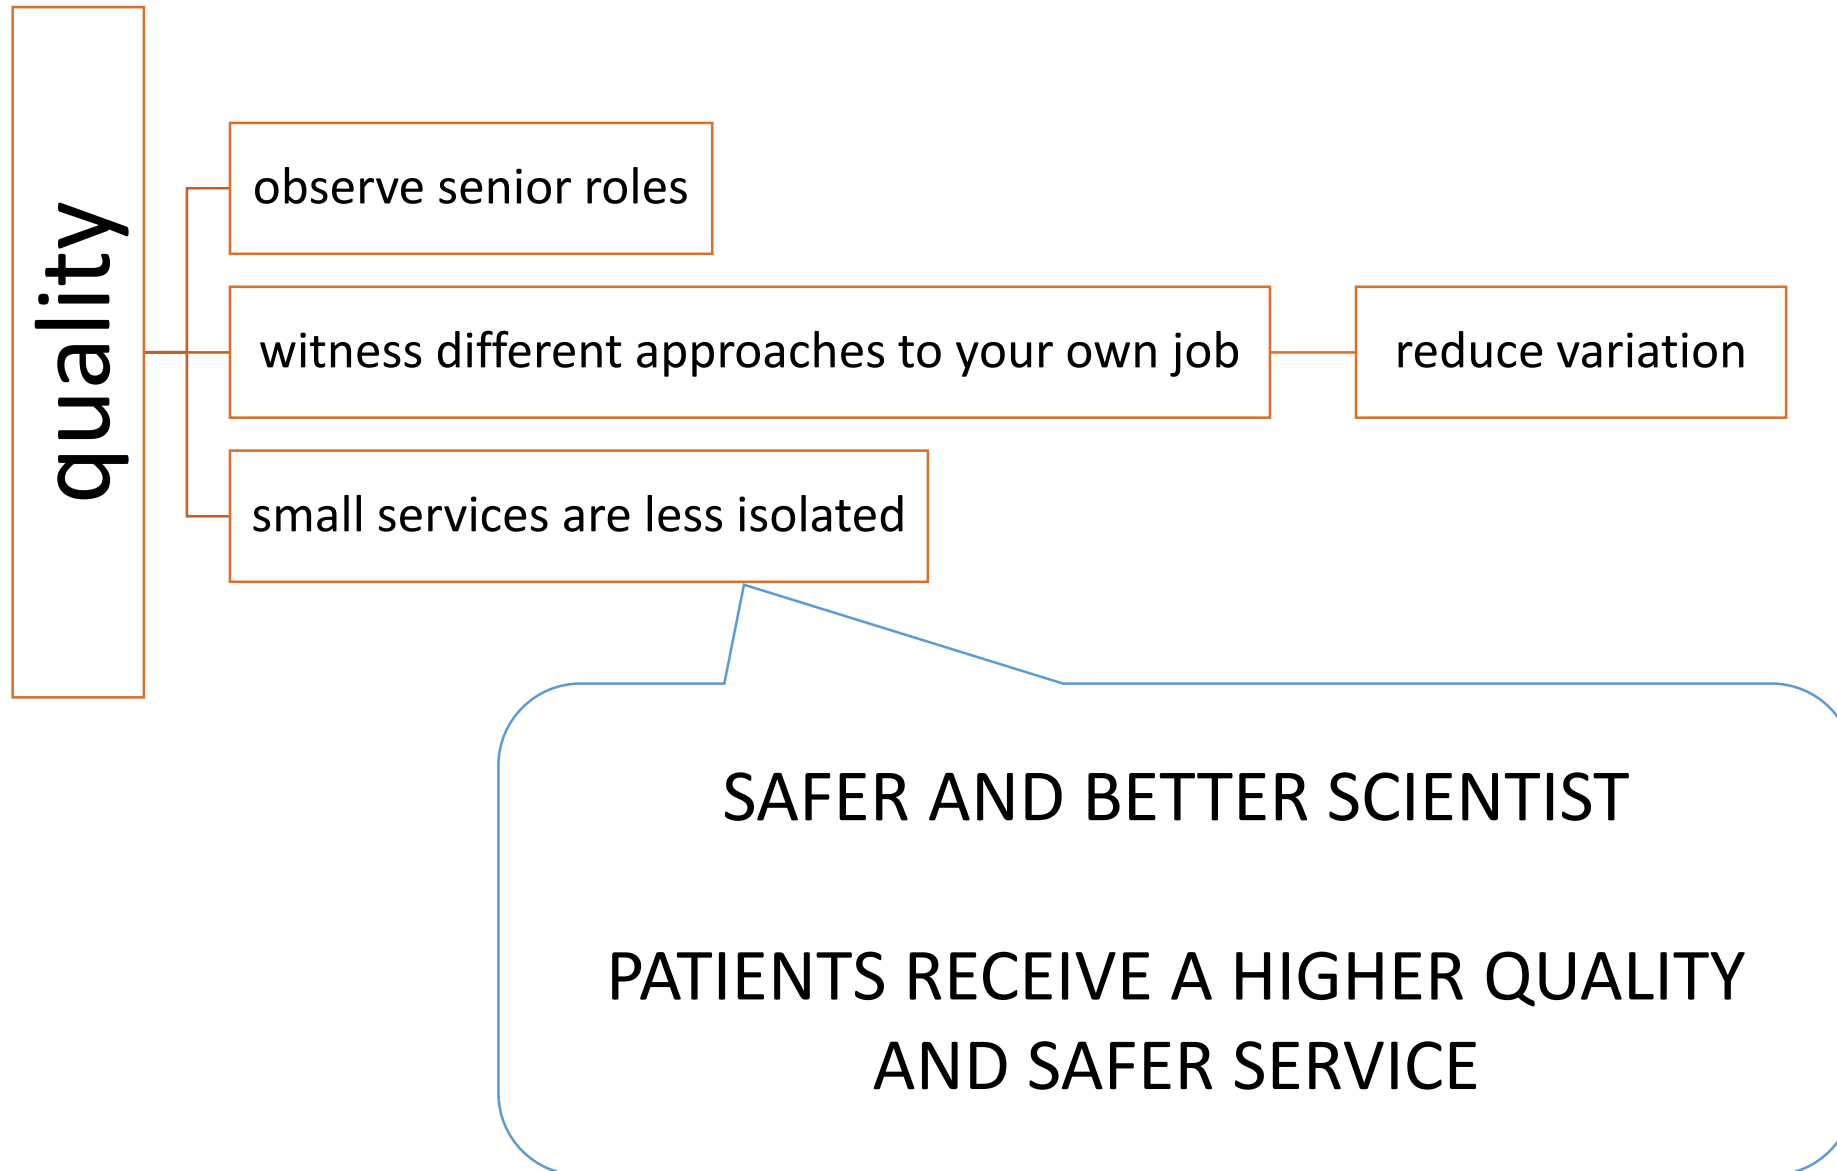 quality
observe senior roles
witness different approaches to your own job
reduce variation
small services are less isolated
SAFER AND BETTER SCIENTIST
PATIENTS RECEIVE A HIGHER QUALITY
AND SAFER SERVICE